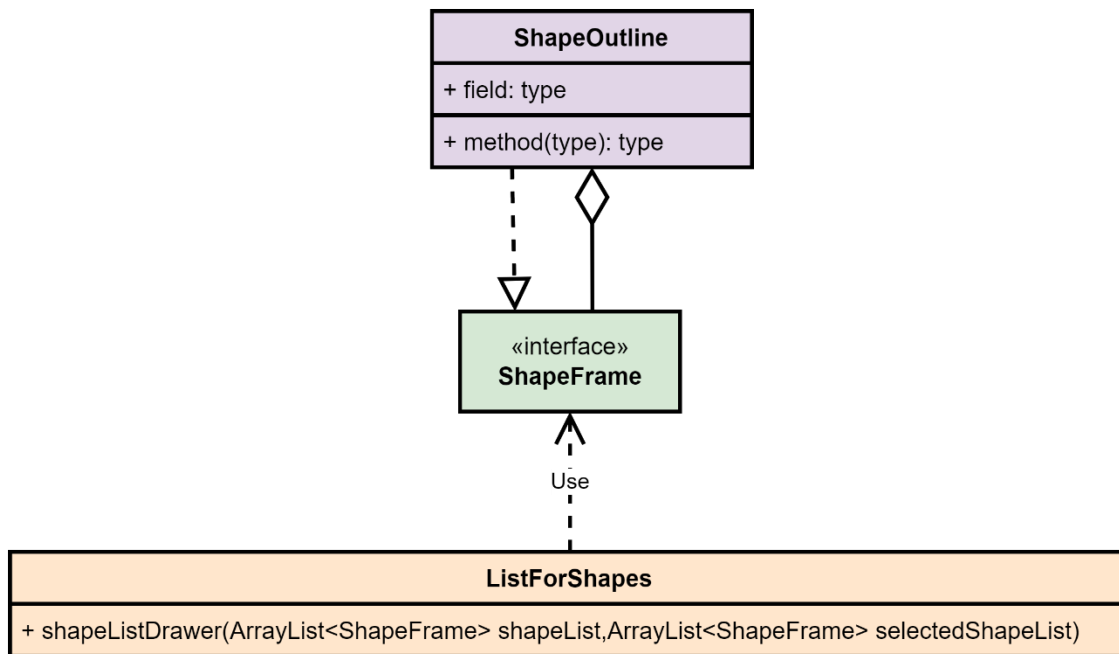 ShapeOutline
+ field: type
+ method(type): type
«interface»
ShapeFrame
Use
ListForShapes
+ shapeListDrawer(ArrayList<ShapeFrame> shapeList,ArrayList<ShapeFrame> selectedShapeList)